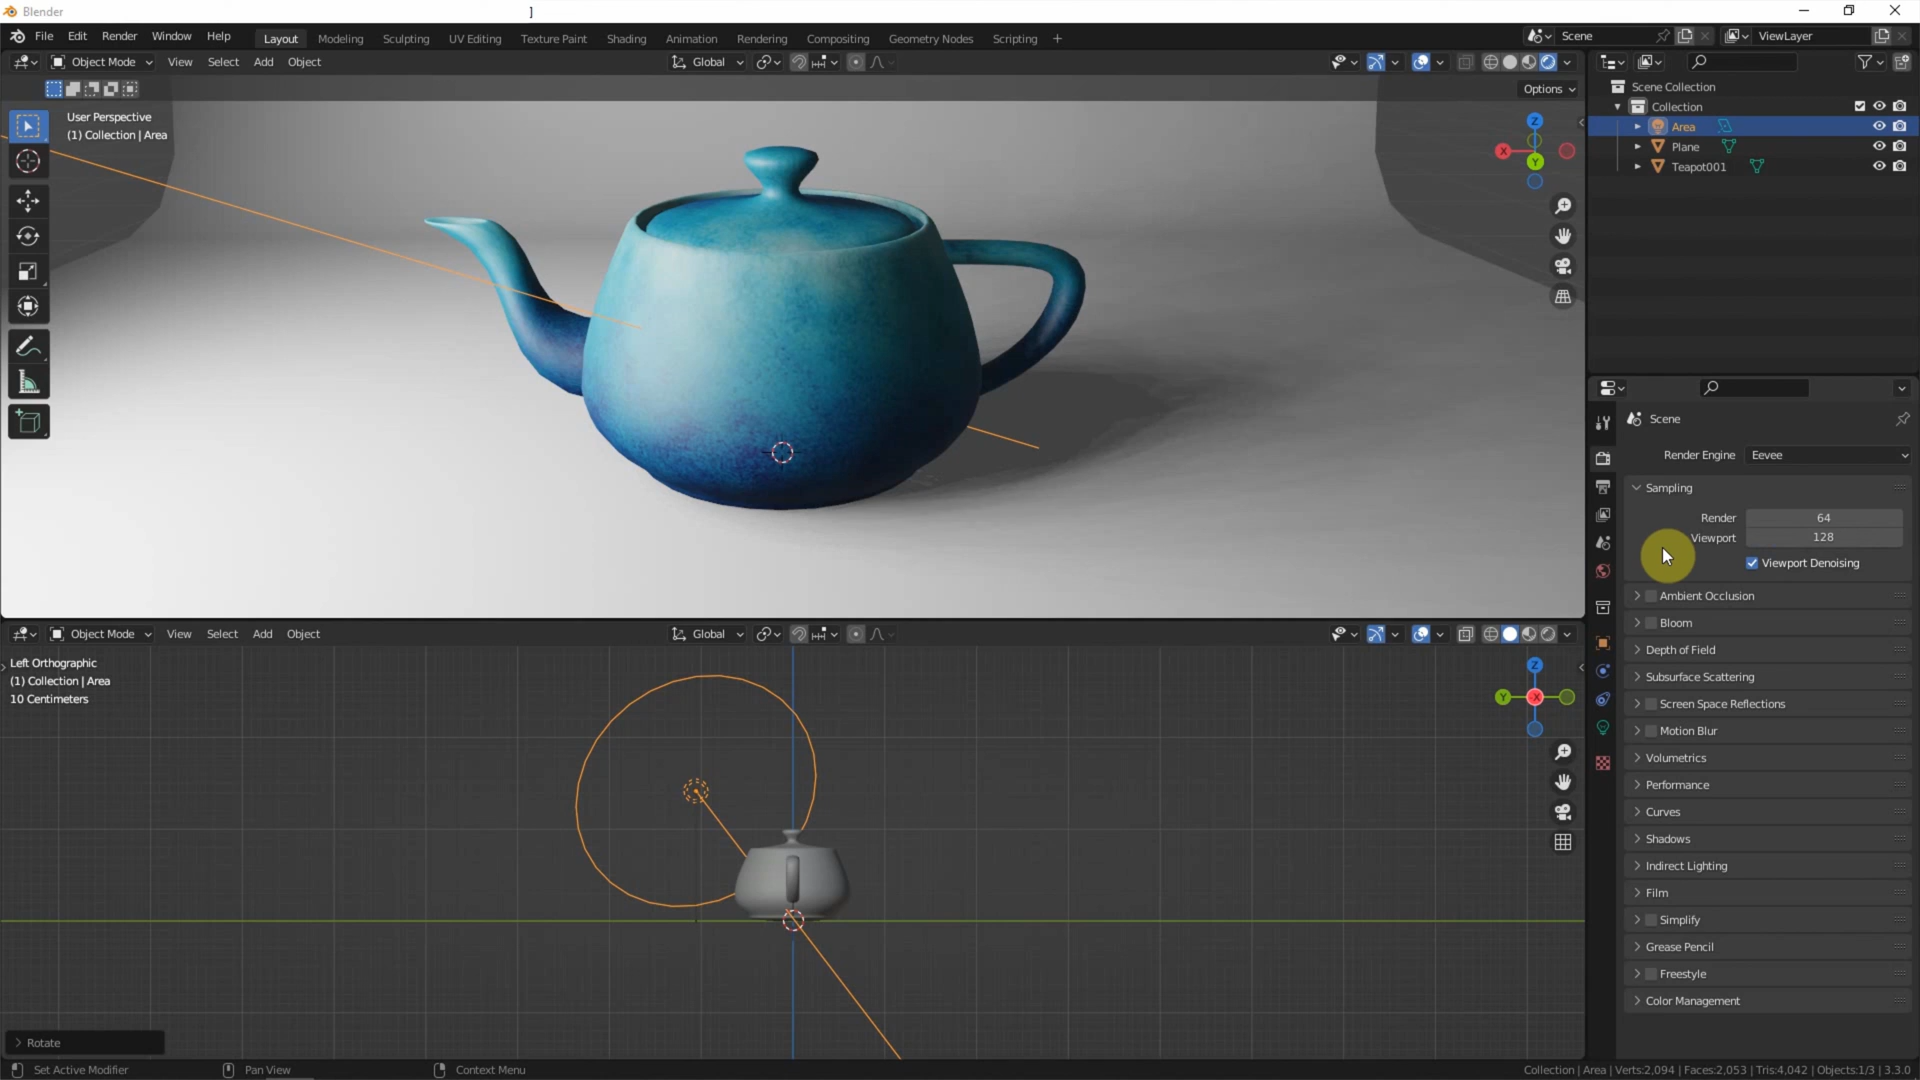 Blender
]
File Edit Render Window Help
Layout Modeling Sculpting UV Editing Texture Paint Shading Animation Rendering Compositing Geometry Nodes Scripting +
Scene
ViewLayer
Object Mode View Select Add Object
Global
Options
User Perspective
(1) Collection | Area
Z
X
Y
Scene Collection
Collection
Area
Plane
Teapot001
Scene
Render Engine Eevee
Sampling
Render 64
Viewport 128
Viewport Denoising
Ambient Occlusion
Bloom
Depth of Field
Subsurface Scattering
Screen Space Reflections
Motion Blur
Volumetrics
Performance
Curves
Shadows
Indirect Lighting
Film
Simplify
Grease Pencil
Freestyle
Color Management
Object Mode View Select Add Object
Global
Left Orthographic
(1) Collection | Area
10 Centimeters
Z
Y
-X
Rotate
Set Active Modifier
Pan View
Context Menu
Collection | Area | Verts:2,094 | Faces:2,053 | Tris:4,042 | Objects:1/3 | 3.3.0